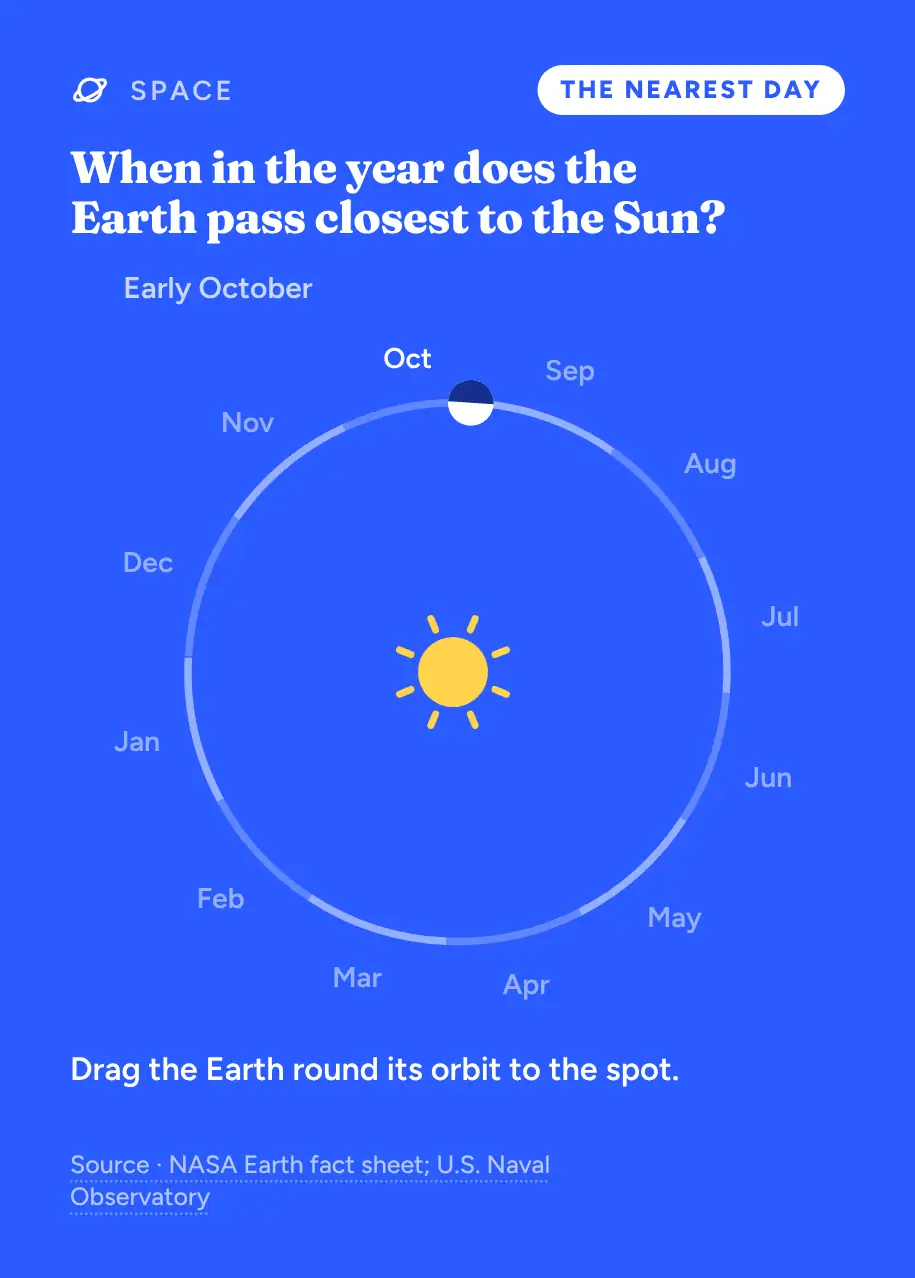 SPACE
THE NEAREST DAY
When in the year does the
Earth pass closest to the Sun?
Early October
Oct
Sep
Nov
Aug
Dec
Jul
Jan
Jun
Feb
May
Mar
Apr
Drag the Earth round its orbit to the spot.
Source · NASA Earth fact sheet; U.S. Naval
Observatory